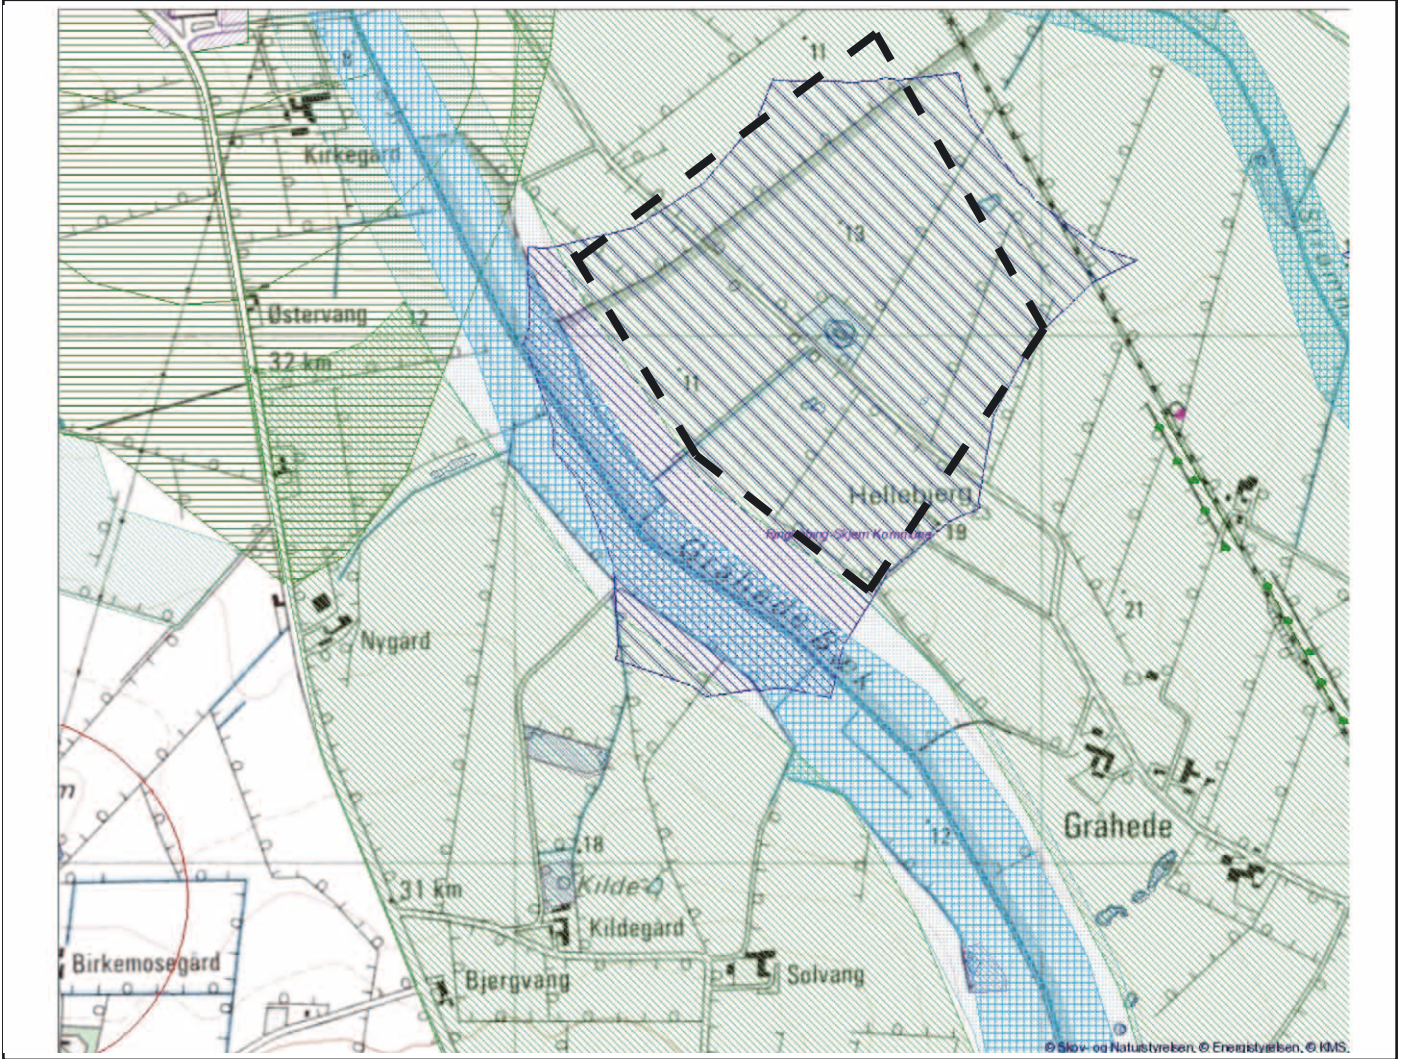 8
11
Kirkegård
13
Østervang
12
32 km
11
Hellebjerg
Ringkøbing-Skjern Kommune
19
Grahede Bæk
21
Nygård
12
Grahede
18
Kilde
31 km
Kildegård
Birkemosegård
Bjergvang
Solvang
© Skov- og Naturstyrelsen, © Energistyrelsen, © KMS